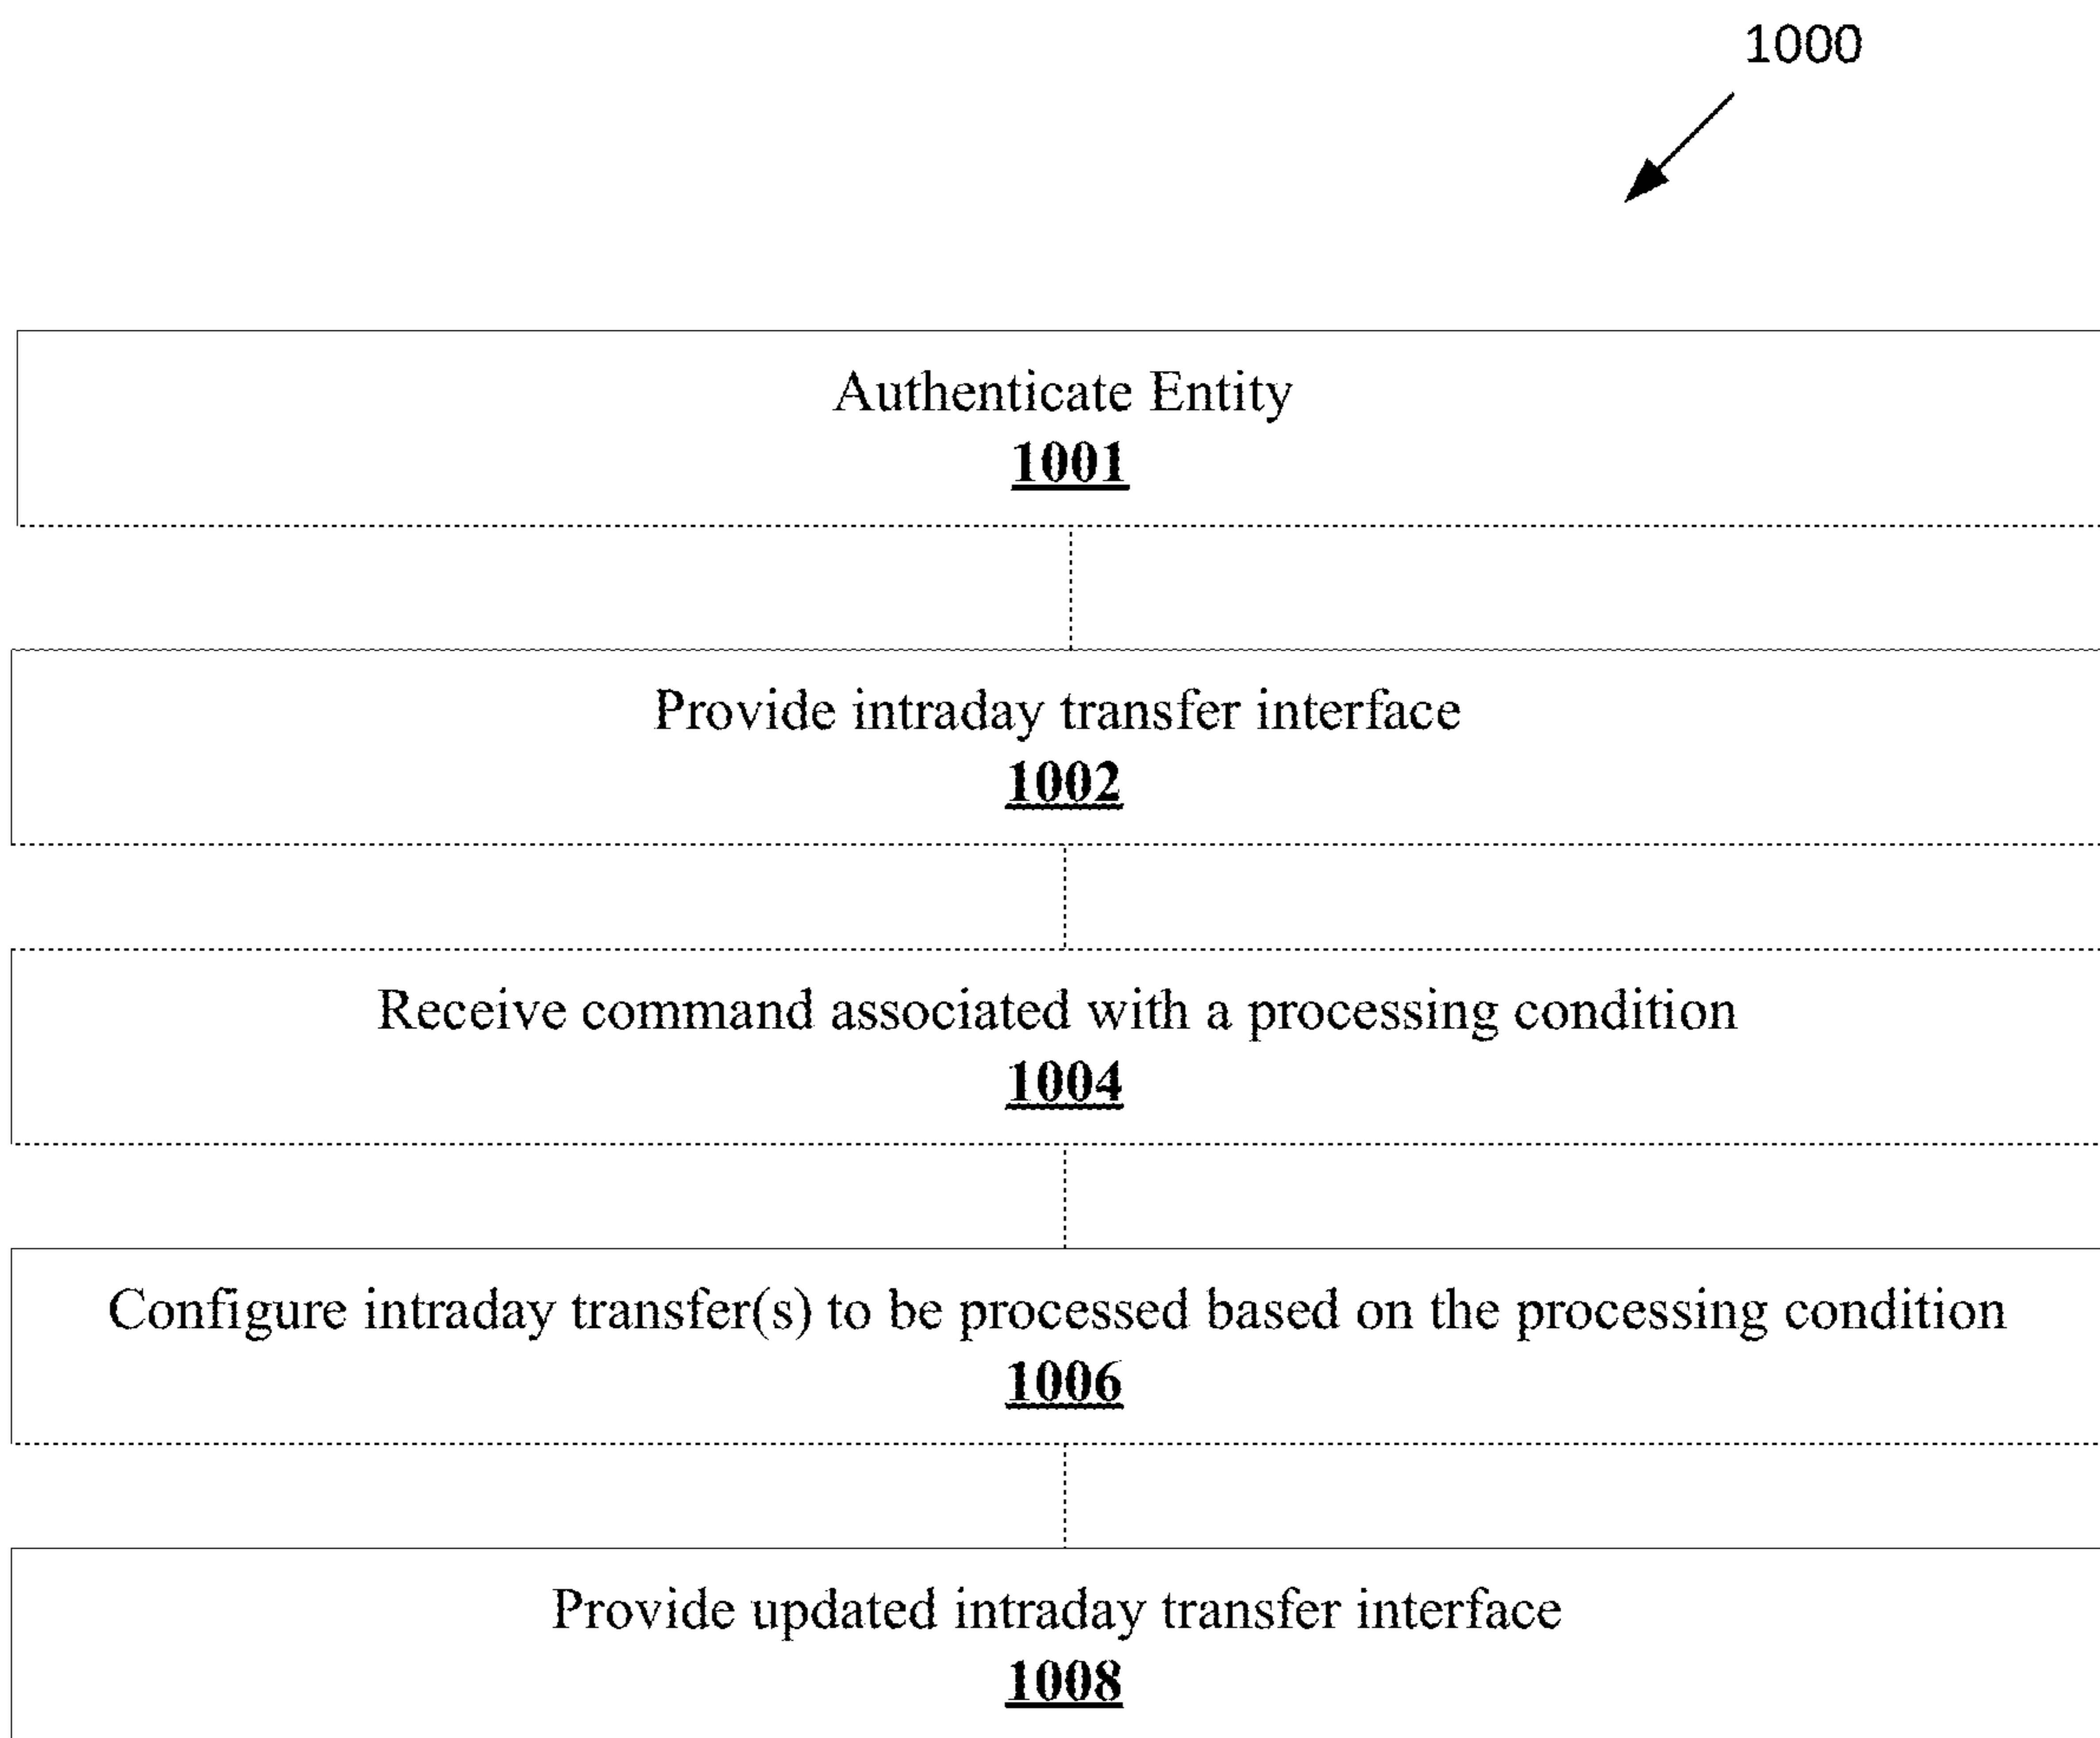 1000
Authenticate Entity
1001
Provide intraday transfer interface
1002
Receive command associated with a processing condition
1004
Configure intraday transfer(s) to be processed based on the processing condition
1006
Provide updated intraday transfer interface
1008